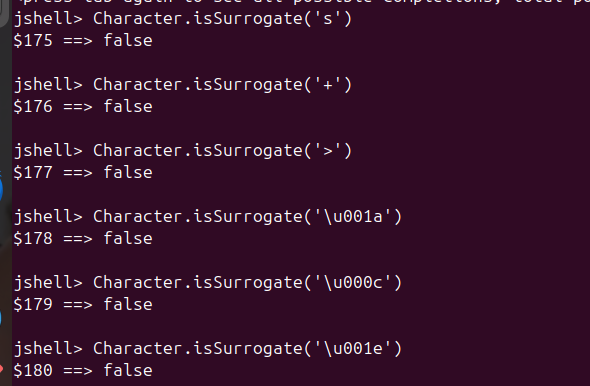 jshell> Character.isSurrogate('s')
$175 ==> false
jshell> Character.isSurrogate('+')
$176 ==> false
jshell> Character.isSurrogate('>')
$177 ==> false
jshell> Character.isSurrogate('\u001a')
$178 ==> false
jshell> Character.isSurrogate('\u000c')
$179 ==> false
jshell> Character.isSurrogate('\u001e')
$180 ==> false